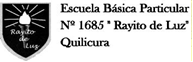 Rayito
de
Luz
Escuela Básica Particular
Nº 1685 " Rayito de Luz"
Quilicura